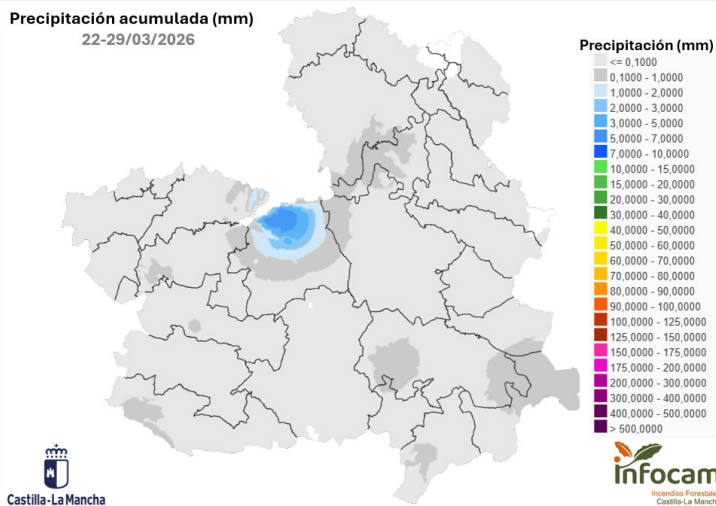 Precipitación acumulada (mm)
22-29/03/2026
Precipitación (mm)
<= 0,1000
0,1000 - 1,0000
1,0000 - 2,0000
2,0000 - 3,0000
3,0000 - 5,0000
5,0000 - 7,0000
7,0000 - 10,0000
10,0000 - 15,0000
15,0000 - 20,0000
20,0000 - 30,0000
30,0000 - 40,0000
40,0000 - 50,0000
50,0000 - 60,0000
60,0000 - 70,0000
70,0000 - 80,0000
80,0000 - 90,0000
90,0000 - 100,0000
100,0000 - 125,0000
125,0000 - 150,0000
150,0000 - 175,0000
175,0000 - 200,0000
200,0000 - 300,0000
300,0000 - 400,0000
400,0000 - 500,0000
> 500,0000
Castilla-La Mancha
infocam
Incendios Forestale
Castilla-La Manch